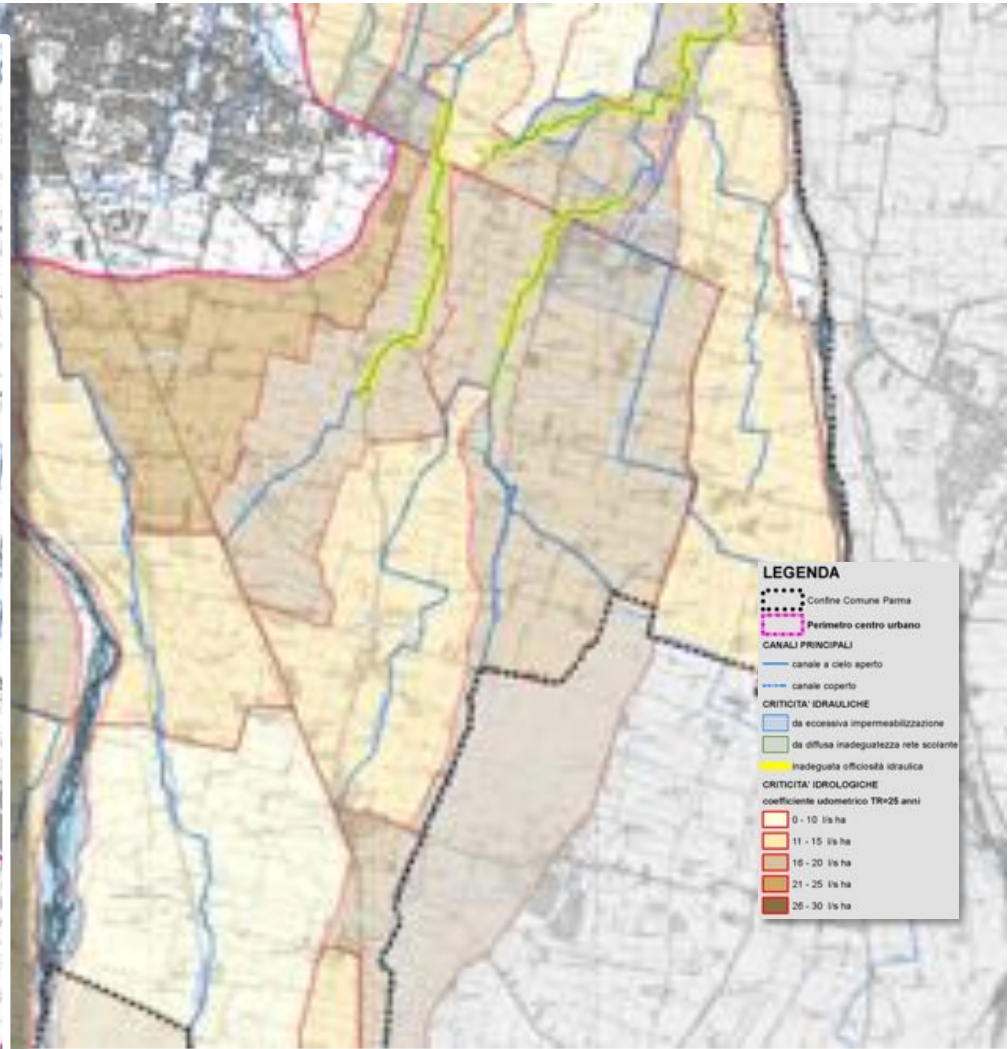 LEGENDA
Confine Comune Parma
Perimetro centro urbano
CANALI PRINCIPALI
canale a cielo aperto
canale coperto
CRITICITA' IDRAULICHE
da eccessiva impermeabilizzazione
da diffusa inadeguatezza rete scolante
inadeguata officiosità idraulica
CRITICITA' IDROLOGICHE
coefficiente udometrico TR=25 anni
0 - 10 l/s ha
11 - 15 l/s ha
16 - 20 l/s ha
21 - 25 l/s ha
26 - 30 l/s ha